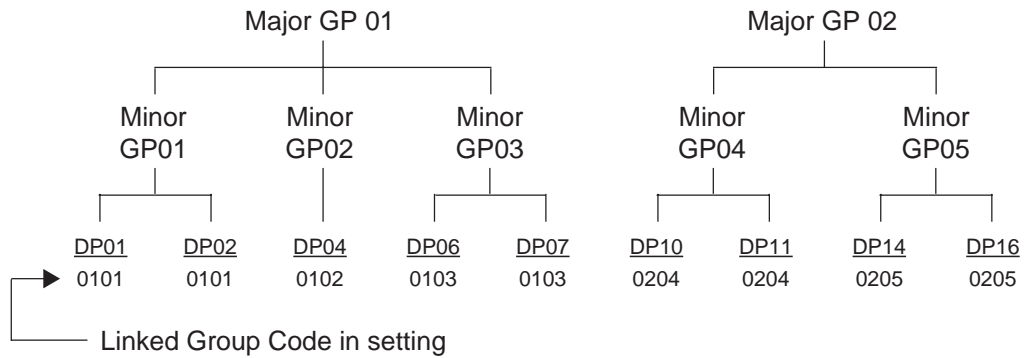 Major GP 01 Major GP 02
Minor Minor Minor Minor Minor
GP01 GP02 GP03 GP04 GP05
DP01 DP02 DP04 DP06 DP07 DP10 DP11 DP14 DP16
0101 0101 0102 0103 0103 0204 0204 0205 0205
Linked Group Code in setting